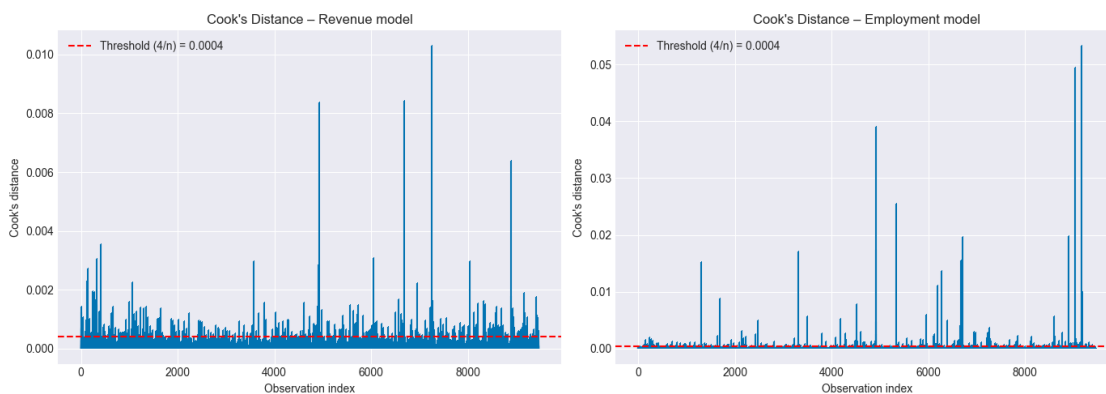 Cook's Distance – Revenue model
Threshold (4/n) = 0.0004
0.010
0.008
0.006
0.004
0.002
0.000
Cook's distance
0 2000 4000 6000 8000
Observation index
Cook's Distance – Employment model
Threshold (4/n) = 0.0004
0.05
0.04
0.03
0.02
0.01
0.00
Cook's distance
0 2000 4000 6000 8000
Observation index